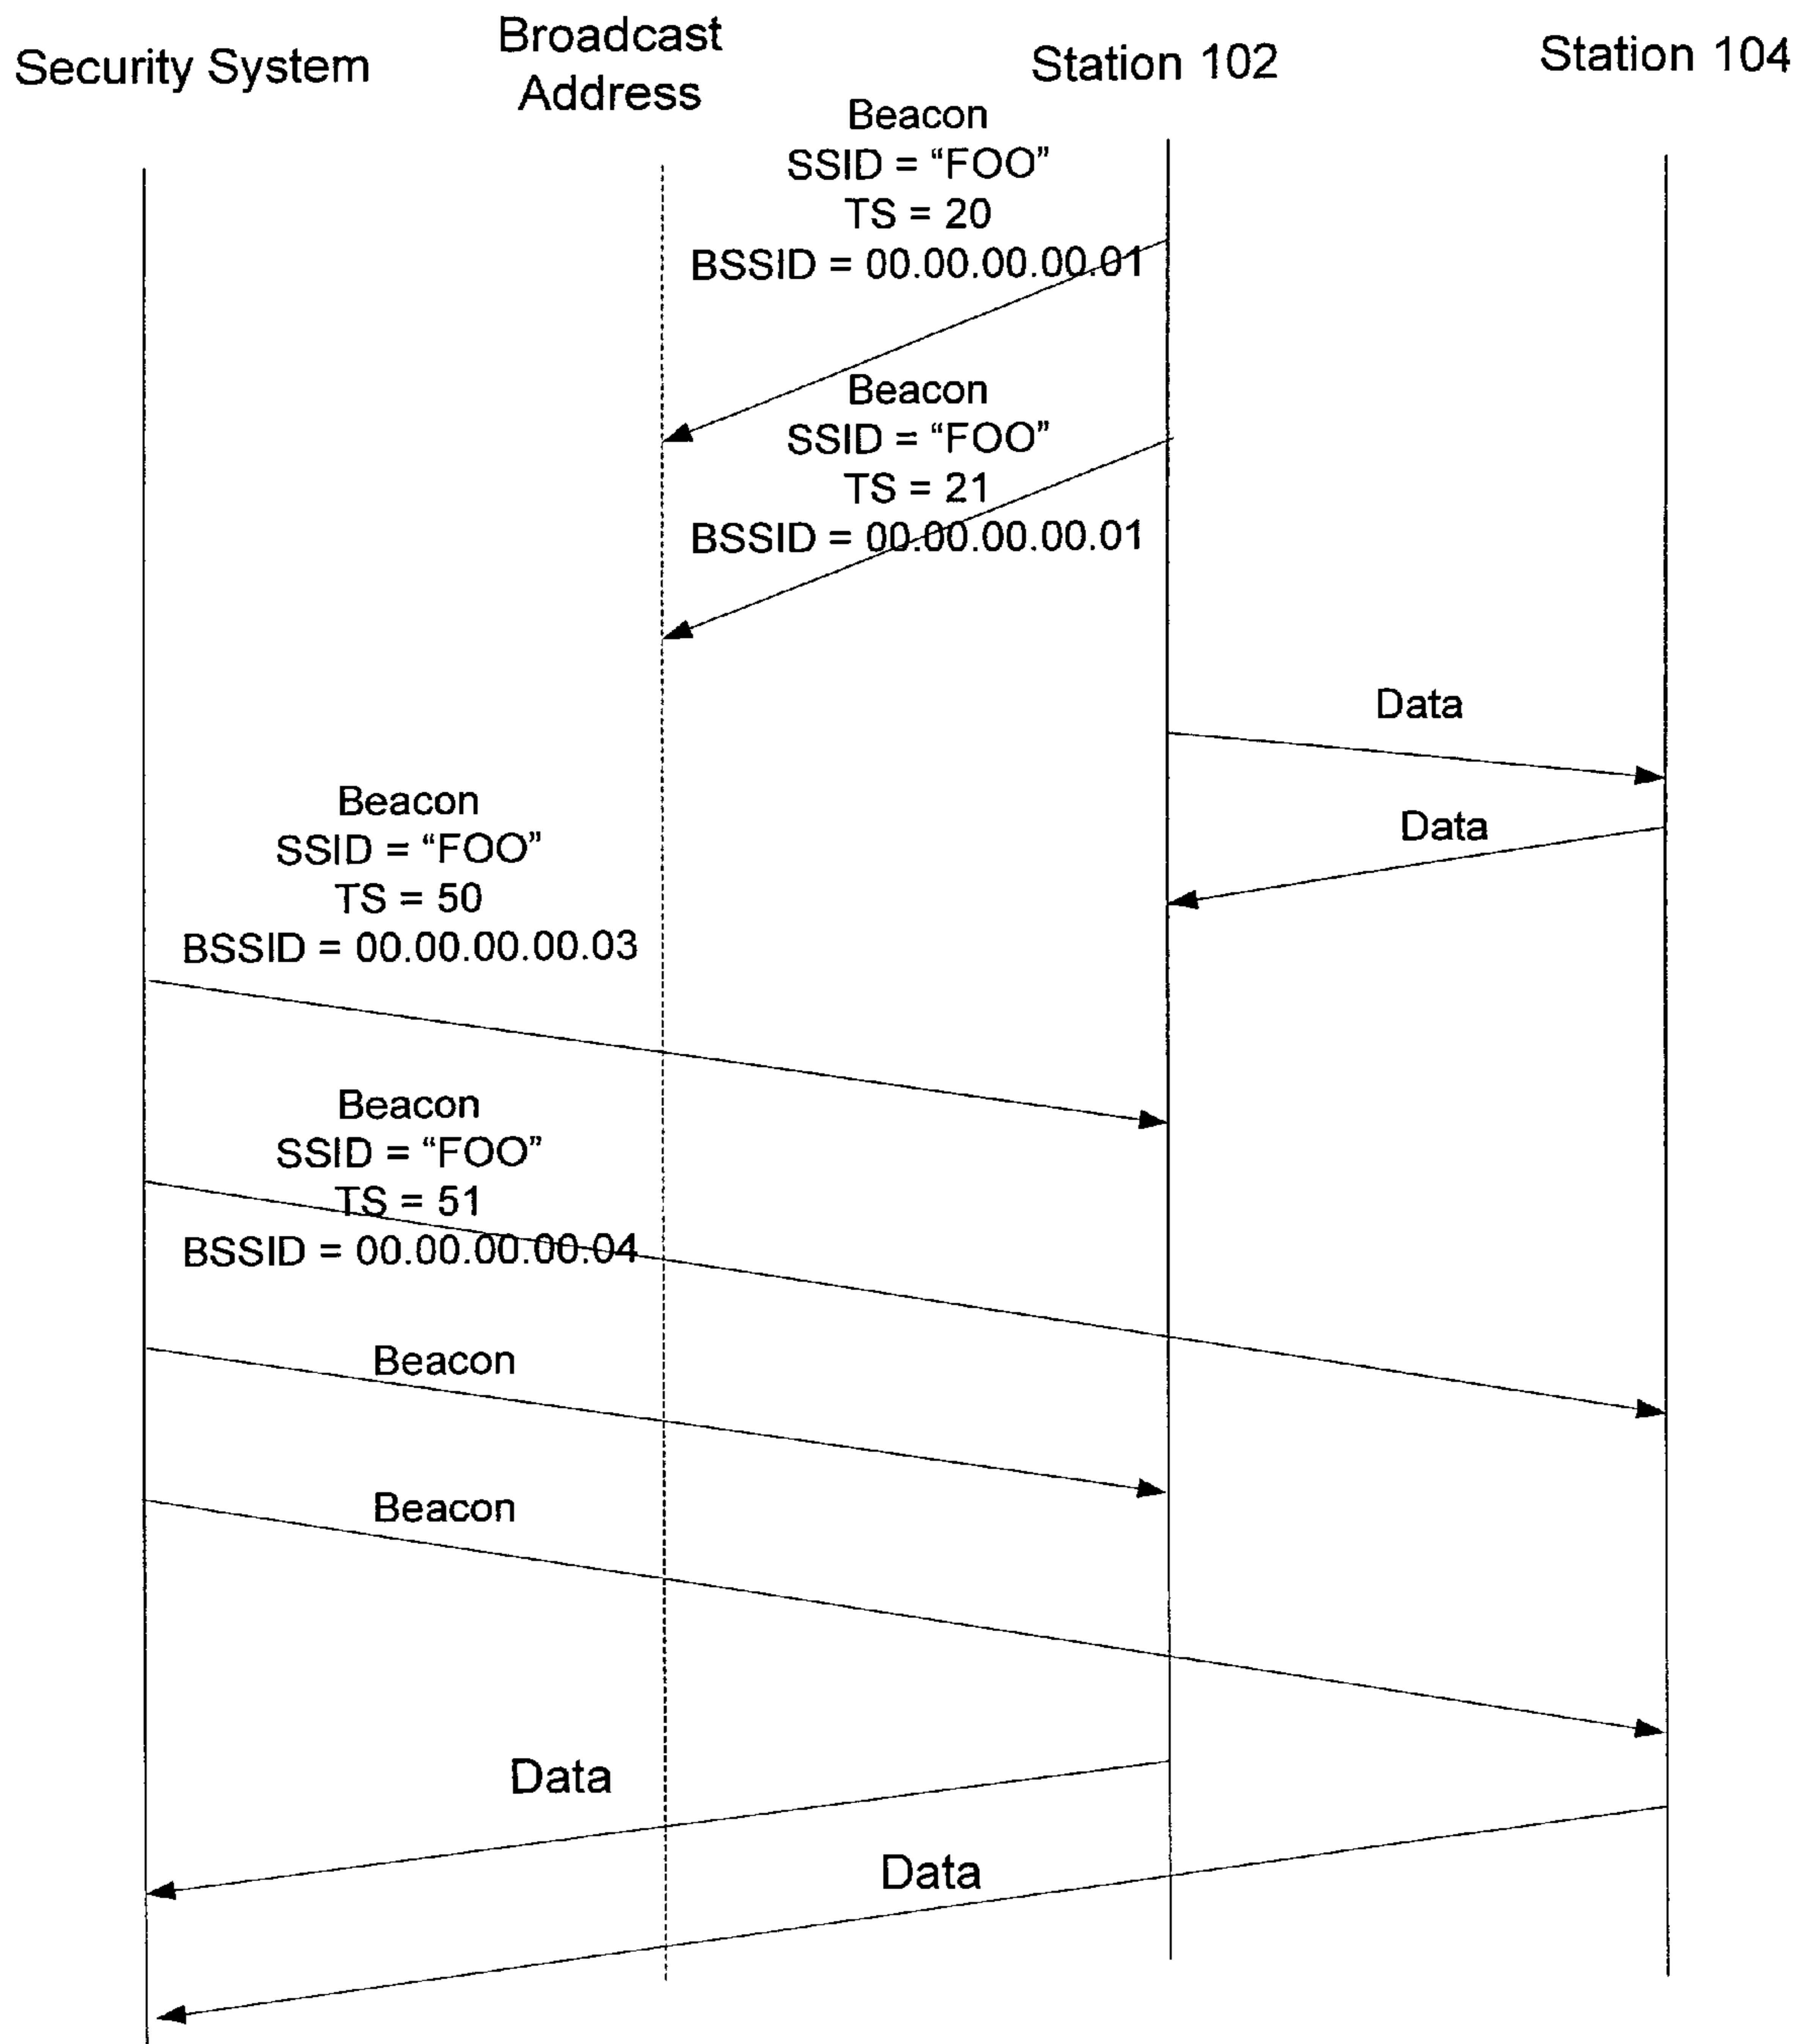 Security System
Broadcast
Address
Station 102
Station 104
Beacon
SSID = “FOO”
TS = 20
BSSID = 00.00.00.00.01
Beacon
SSID = “FOO”
TS = 21
BSSID = 00.00.00.00.01
Data
Data
Beacon
SSID = “FOO”
TS = 50
BSSID = 00.00.00.00.03
Beacon
SSID = “FOO”
TS = 51
BSSID = 00.00.00.00.04
Beacon
Beacon
Data
Data